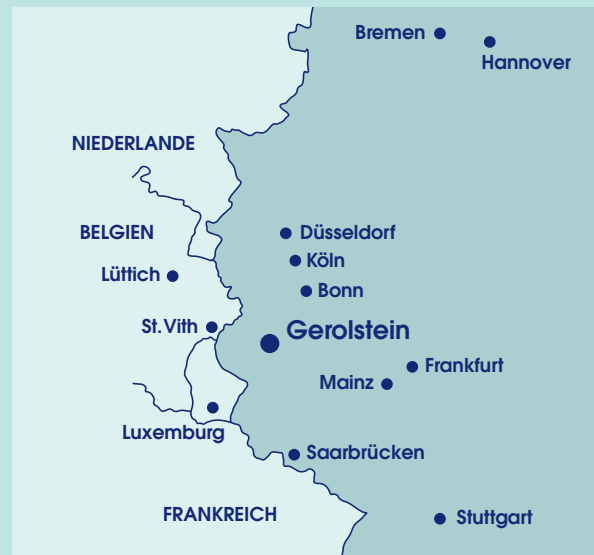 Bremen
Hannover
NIEDERLANDE
BELGIEN
Düsseldorf
Köln
Lüttich
Bonn
St. Vith
Gerolstein
Frankfurt
Mainz
Luxemburg
Saarbrücken
FRANKREICH
Stuttgart